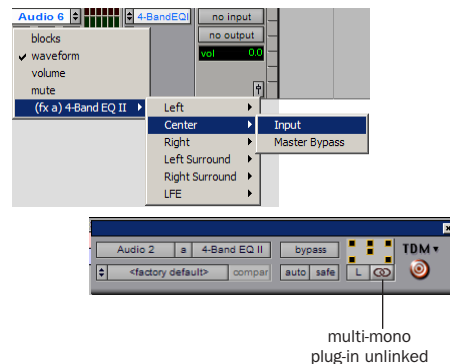 Audio 6 4-BandEQI no input
no output
vol 0.0
blocks
waveform
volume
mute
(fx a) 4-Band EQ II
Left
Center
Right
Left Surround
Right Surround
LFE
Input
Master Bypass
Audio 2 a 4-Band EQ II bypass TDM
<factory default> compar auto safe L
multi-mono
plug-in unlinked